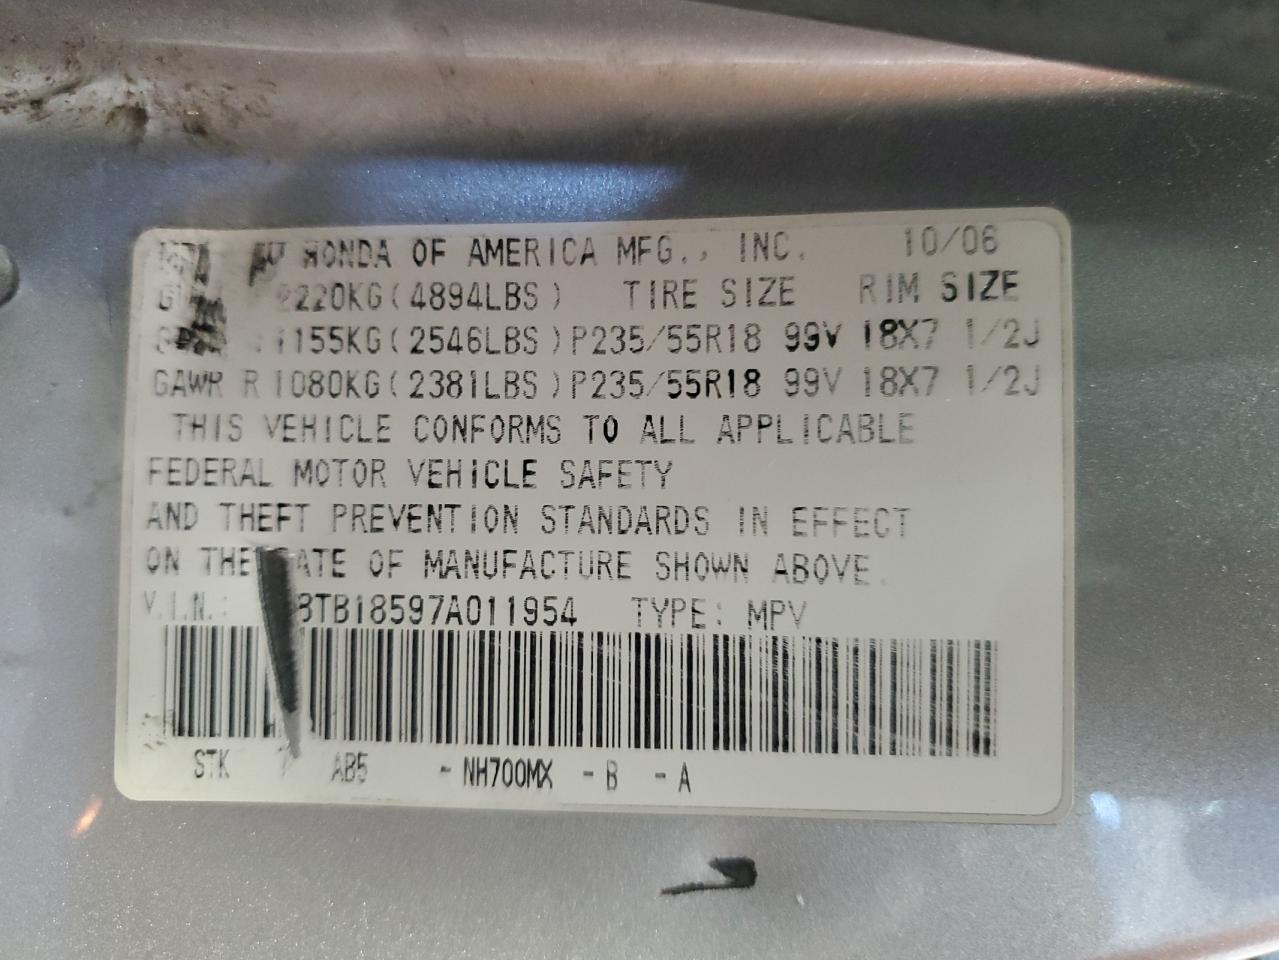 HONDA OF AMERICA MFG., INC. 10/06
2220KG(4894LBS) TIRE SIZE RIM SIZE
1155KG(2546LBS)P235/55R18 99V 18X7 1/2J
GAWR R 1080KG(2381LBS)P235/55R18 99V 18X7 1/2J
THIS VEHICLE CONFORMS TO ALL APPLICABLE
FEDERAL MOTOR VEHICLE SAFETY
AND THEFT PREVENTION STANDARDS IN EFFECT
ON THE DATE OF MANUFACTURE SHOWN ABOVE.
V.I.N.: TYPE: MPV
STK AB5 -NH700MX -B -A